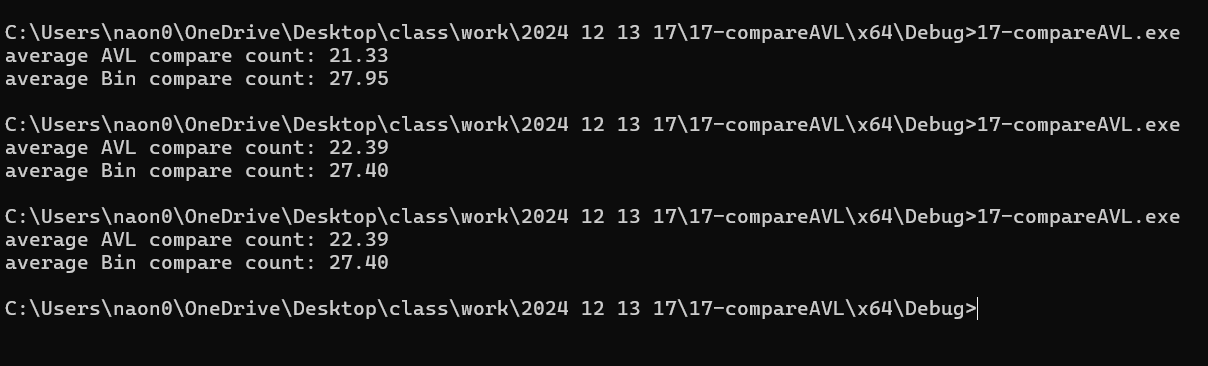 C:\Users\naon0\OneDrive\Desktop\class\work\2024 12 13 17\17-compareAVL\x64\Debug>17-compareAVL.exe
average AVL compare count: 21.33
average Bin compare count: 27.95
C:\Users\naon0\OneDrive\Desktop\class\work\2024 12 13 17\17-compareAVL\x64\Debug>17-compareAVL.exe
average AVL compare count: 22.39
average Bin compare count: 27.40
C:\Users\naon0\OneDrive\Desktop\class\work\2024 12 13 17\17-compareAVL\x64\Debug>17-compareAVL.exe
average AVL compare count: 22.39
average Bin compare count: 27.40
C:\Users\naon0\OneDrive\Desktop\class\work\2024 12 13 17\17-compareAVL\x64\Debug>